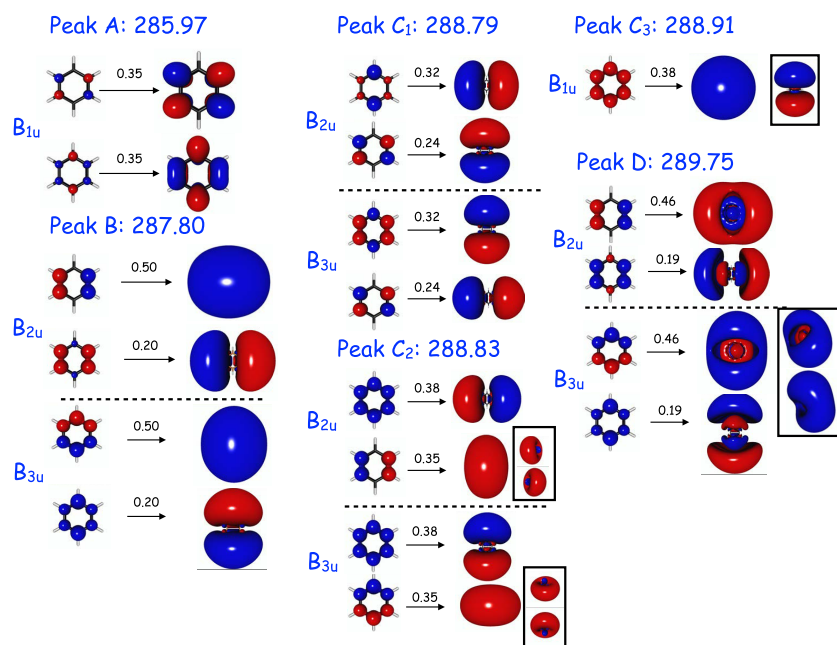 Peak A: 285.97
B1u
0.35
0.35
Peak B: 287.80
B2u
0.50
0.20
B3u
0.50
0.20
Peak C1: 288.79
B2u
0.32
0.24
B3u
0.32
0.24
Peak C2: 288.83
B2u
0.38
0.35
B3u
0.38
0.35
Peak C3: 288.91
B1u
0.38
Peak D: 289.75
B2u
0.46
0.19
B3u
0.46
0.19